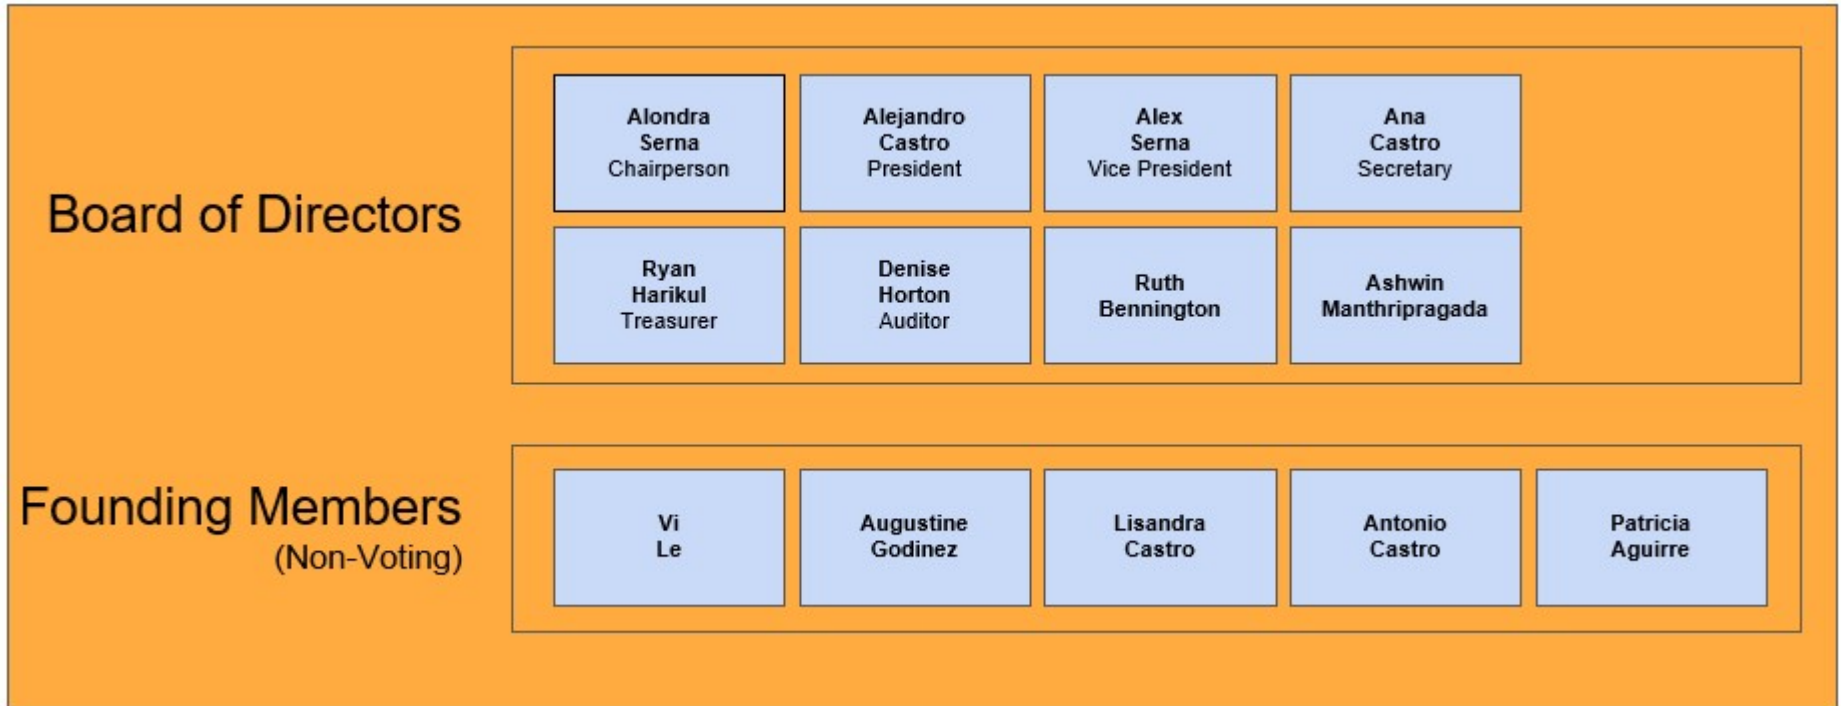 Board of Directors
Alondra
Serna
Chairperson
Alejandro
Castro
President
Alex
Serna
Vice President
Ana
Castro
Secretary
Ryan
Harikul
Treasurer
Denise
Horton
Auditor
Ruth
Bennington
Ashwin
Manthripragada
Founding Members
(Non-Voting)
Vi
Le
Augustine
Godinez
Lisandra
Castro
Antonio
Castro
Patricia
Aguirre